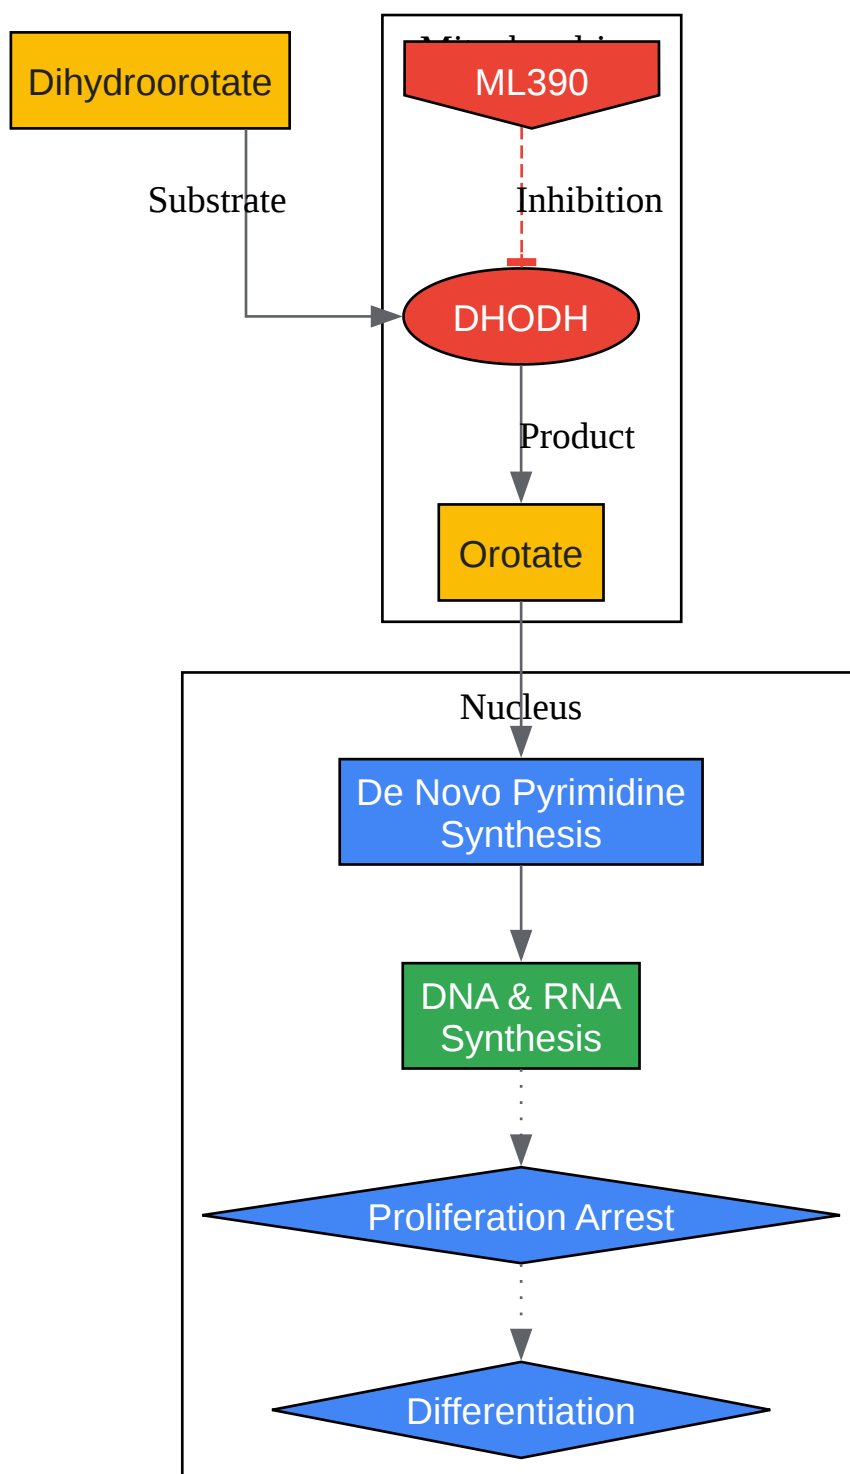 Dihydroorotate
ML390
Substrate
Inhibition
DHODH
Product
Orotate
Nucleus
De Novo Pyrimidine
Synthesis
DNA & RNA
Synthesis
Proliferation Arrest
Differentiation